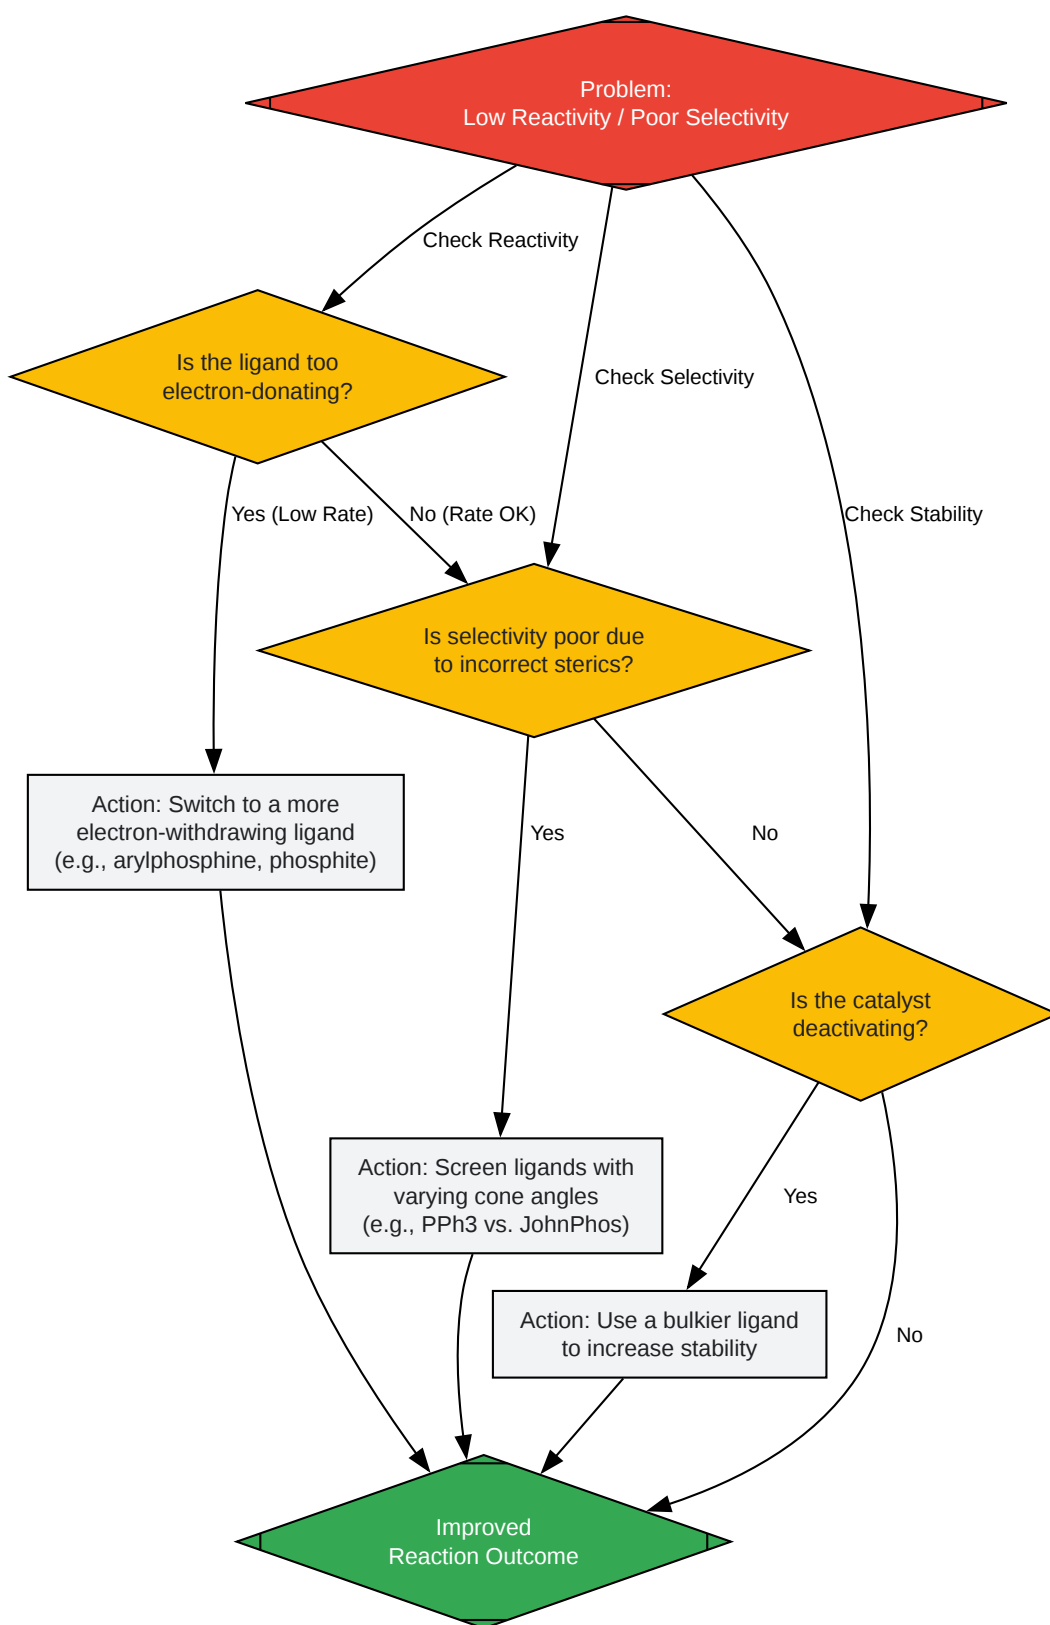 Problem:
Low Reactivity / Poor Selectivity
Check Reactivity
Is the ligand too
electron-donating?
Check Selectivity
Yes (Low Rate)
No (Rate OK)
Check Stability
Is selectivity poor due
to incorrect sterics?
Action: Switch to a more
electron-withdrawing ligand
(e.g., arylphosphine, phosphite)
Yes
No
Is the catalyst
deactivating?
Action: Screen ligands with
varying cone angles
(e.g., PPh3 vs. JohnPhos)
Yes
Action: Use a bulkier ligand
to increase stability
No
Improved
Reaction Outcome